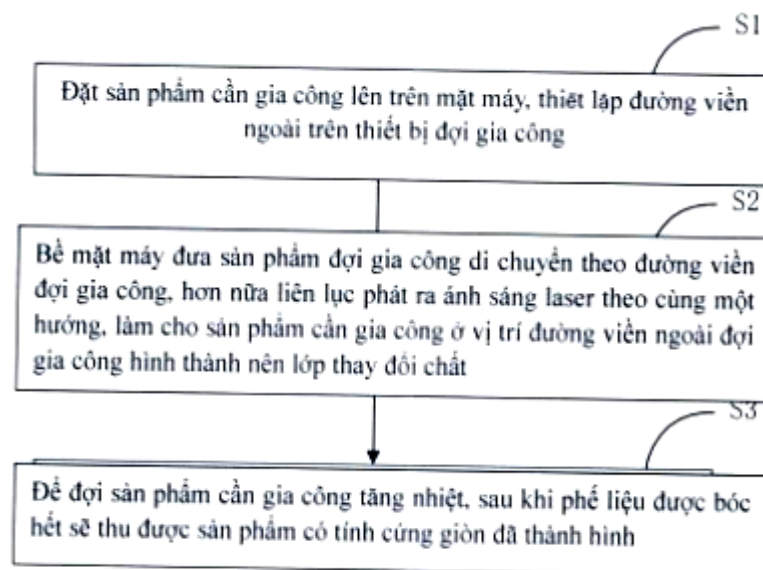 S1
Đặt sản phẩm cần gia công lên trên mặt máy, thiết lập đường viền
ngoài trên thiết bị đợi gia công
S2
Bề mặt máy đưa sản phẩm đợi gia công di chuyển theo đường viền
đợi gia công, hơn nữa liên lục phát ra ánh sáng laser theo cùng một
hướng, làm cho sản phẩm cần gia công ở vị trí đường viền ngoài đợi
gia công hình thành nên lớp thay đổi chất
S3
Để đợi sản phẩm cần gia công tăng nhiệt, sau khi phế liệu được bóc
hết sẽ thu được sản phẩm có tính cứng giòn đã thành hình